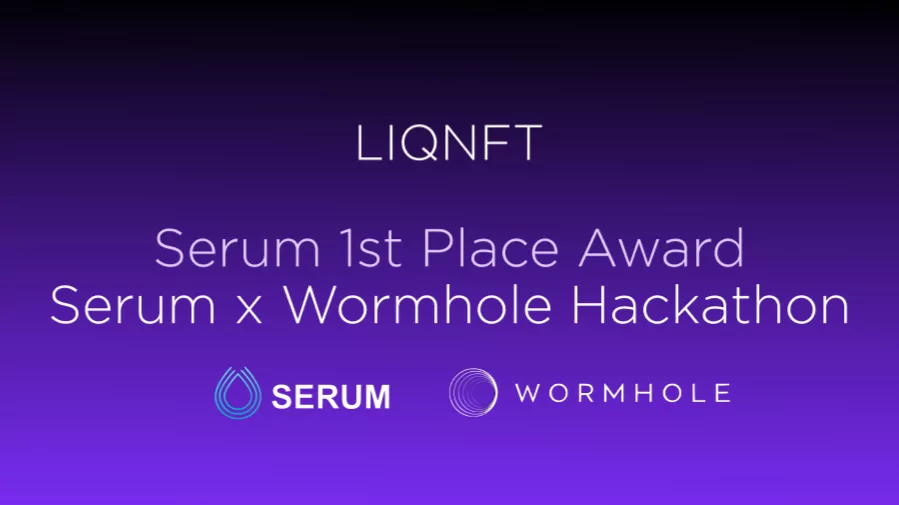 LIQNFT
Serum 1st Place Award
Serum x Wormhole Hackathon
SERUM
WORMHOLE